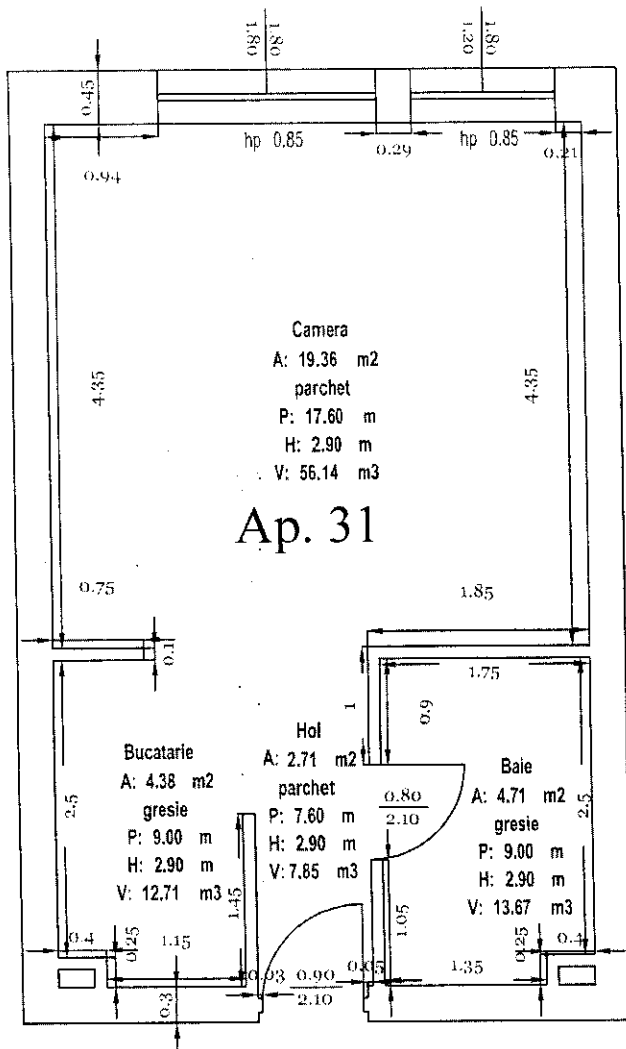 1.80
1.80
1.20
1.80
0.45
hp 0.85
hp 0.85
0.94
0.29
0.21
Camera
A: 19.36 m2
parchet
P: 17.60 m
H: 2.90 m
V: 56.14 m3
4.35
4.35
Ap. 31
0.75
1.85
0.1
1.75
1
0.9
Bucatarie
A: 4.38 m2
gresie
P: 9.00 m
H: 2.90 m
V: 12.71 m3
2.5
Hol
A: 2.71 m2
parchet
P: 7.60 m
H: 2.90 m
V: 7.85 m3
0.80
2.10
Baie
A: 4.71 m2
gresie
P: 9.00 m
H: 2.90 m
V: 13.67 m3
2.5
1.45
1.05
0.4
0.25
1.15
0.03
0.90
2.10
0.05
1.35
0.25
0.4
0.3